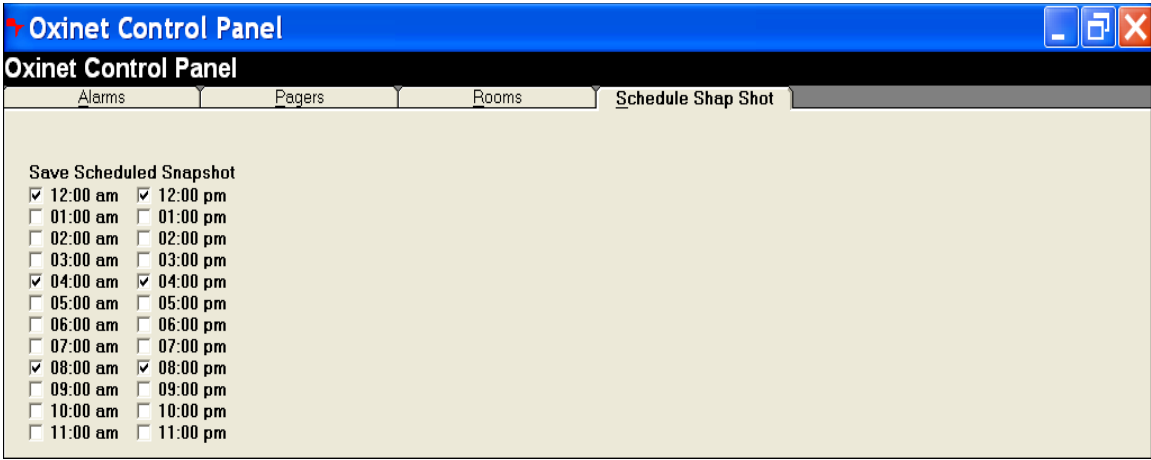 Oxinet Control Panel
Oxinet Control Panel
Alarms Pagers Rooms Schedule Shap Shot
Save Scheduled Snapshot
12:00 am 12:00 pm
01:00 am 01:00 pm
02:00 am 02:00 pm
03:00 am 03:00 pm
04:00 am 04:00 pm
05:00 am 05:00 pm
06:00 am 06:00 pm
07:00 am 07:00 pm
08:00 am 08:00 pm
09:00 am 09:00 pm
10:00 am 10:00 pm
11:00 am 11:00 pm